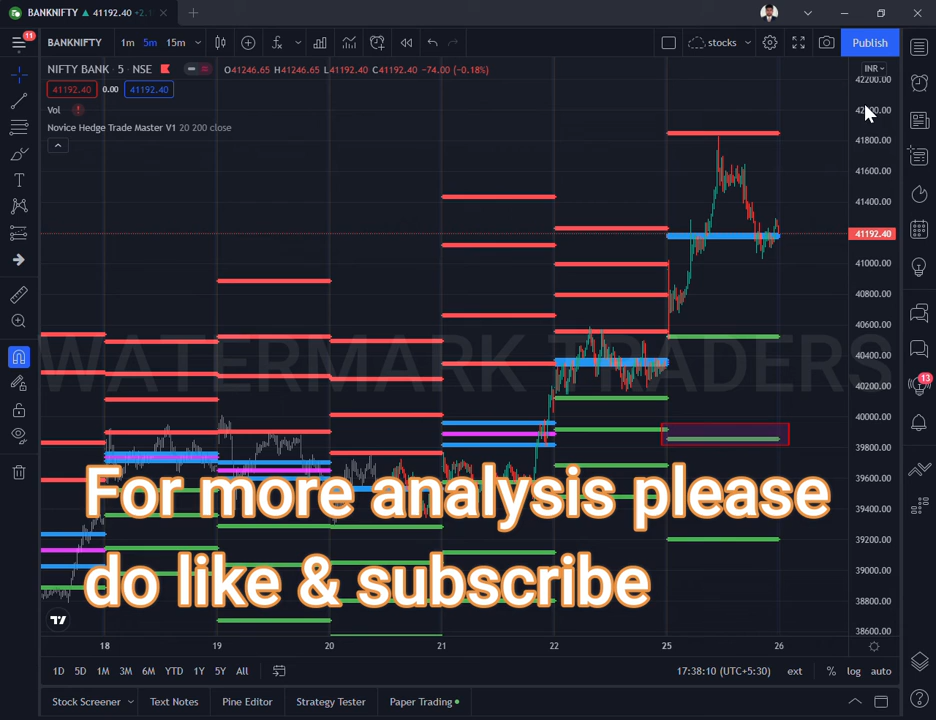 BANKNIFTY ▲ 41192.40 +2.
11
BANKNIFTY 1m 5m 15m
stocks
Publish
NIFTY BANK · 5 · NSE O41246.65 H41246.65 L41192.40 C41192.40 -74.00 (-0.18%)
INR
41192.40 0.00 41192.40
Vol
Novice Hedge Trade Master V1 20 200 close
42200.00
42000.00
41800.00
41600.00
41400.00
41192.40
41000.00
40800.00
40600.00
40400.00
40200.00
40000.00
39800.00
39600.00
39400.00
39200.00
39000.00
38800.00
38600.00
13
WATERMARK TRADERS
For more analysis please
do like & subscribe
18 19 20 21 22 25 26
1D 5D 1M 3M 6M YTD 1Y 5Y All
17:38:10 (UTC+5:30) ext % log auto
Stock Screener Text Notes Pine Editor Strategy Tester Paper Trading